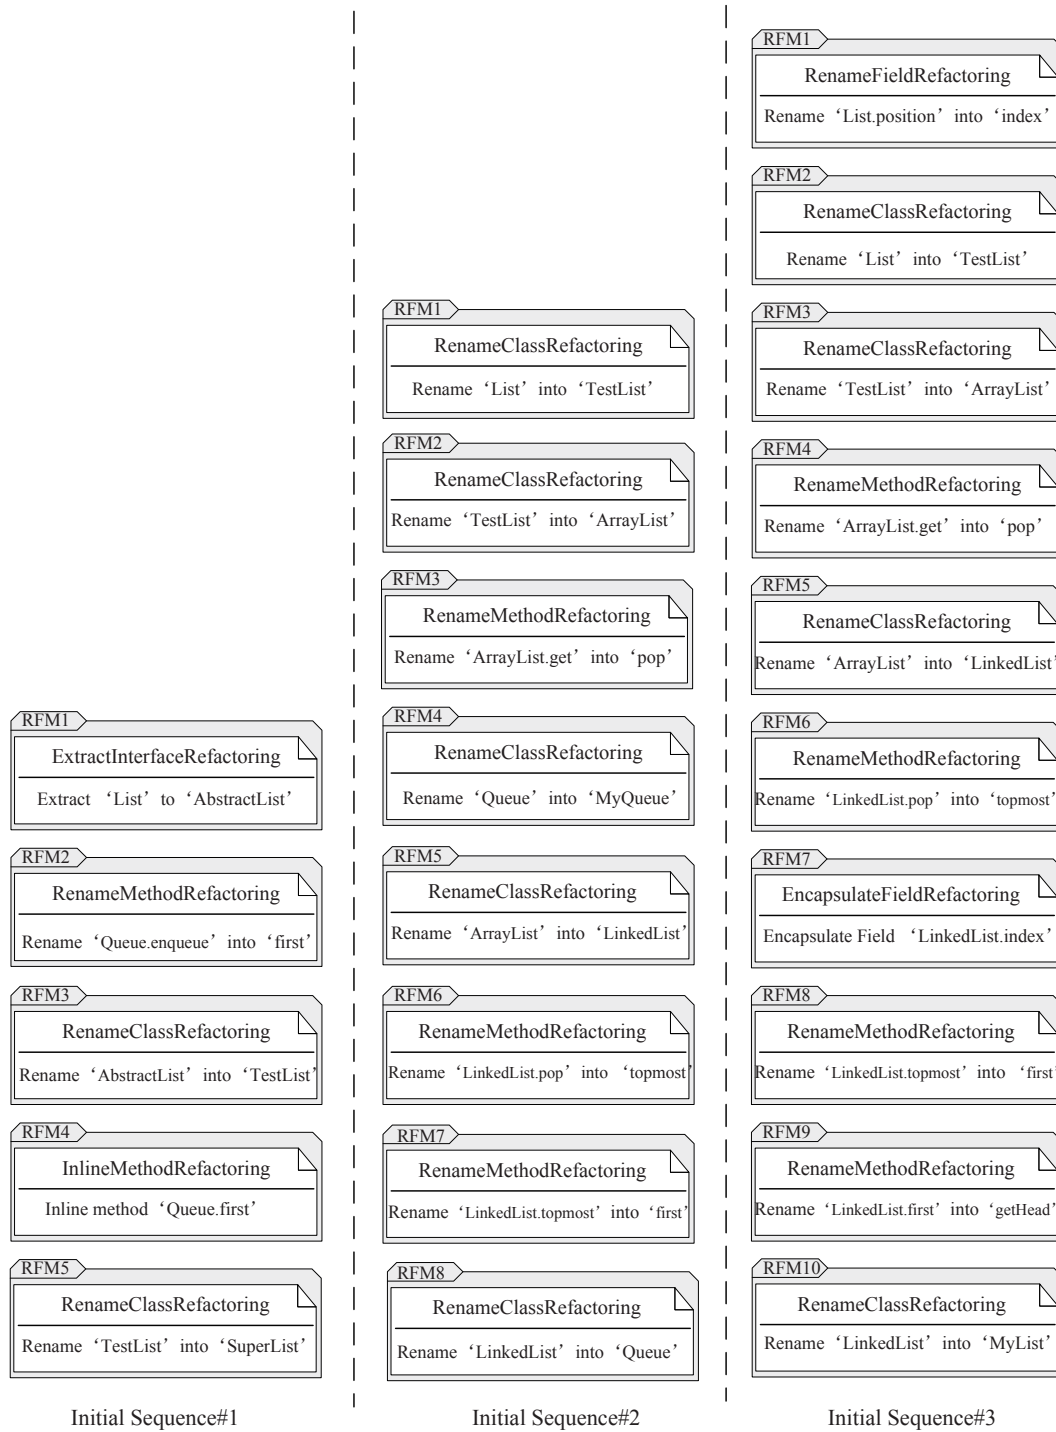 RFM1
ExtractInterfaceRefactoring
Extract ‘List’ to ‘AbstractList’
RFM2
RenameMethodRefactoring
Rename ‘Queue.enqueue’ into ‘first’
RFM3
RenameClassRefactoring
Rename ‘AbstractList’ into ‘TestList’
RFM4
InlineMethodRefactoring
Inline method ‘Queue.first’
RFM5
RenameClassRefactoring
Rename ‘TestList’ into ‘SuperList’
Initial Sequence#1
RFM1
RenameClassRefactoring
Rename ‘List’ into ‘TestList’
RFM2
RenameClassRefactoring
Rename ‘TestList’ into ‘ArrayList’
RFM3
RenameMethodRefactoring
Rename ‘ArrayList.get’ into ‘pop’
RFM4
RenameClassRefactoring
Rename ‘Queue’ into ‘MyQueue’
RFM5
RenameClassRefactoring
Rename ‘ArrayList’ into ‘LinkedList’
RFM6
RenameMethodRefactoring
Rename ‘LinkedList.pop’ into ‘topmost’
RFM7
RenameMethodRefactoring
Rename ‘LinkedList.topmost’ into ‘first’
RFM8
RenameClassRefactoring
Rename ‘LinkedList’ into ‘Queue’
Initial Sequence#2
RFM1
RenameFieldRefactoring
Rename ‘List.position’ into ‘index’
RFM2
RenameClassRefactoring
Rename ‘List’ into ‘TestList’
RFM3
RenameClassRefactoring
Rename ‘TestList’ into ‘ArrayList’
RFM4
RenameMethodRefactoring
Rename ‘ArrayList.get’ into ‘pop’
RFM5
RenameClassRefactoring
Rename ‘ArrayList’ into ‘LinkedList’
RFM6
RenameMethodRefactoring
Rename ‘LinkedList.pop’ into ‘topmost’
RFM7
EncapsulateFieldRefactoring
Encapsulate Field ‘LinkedList.index’
RFM8
RenameMethodRefactoring
Rename ‘LinkedList.topmost’ into ‘first’
RFM9
RenameMethodRefactoring
Rename ‘LinkedList.first’ into ‘getHead’
RFM10
RenameClassRefactoring
Rename ‘LinkedList’ into ‘MyList’
Initial Sequence#3